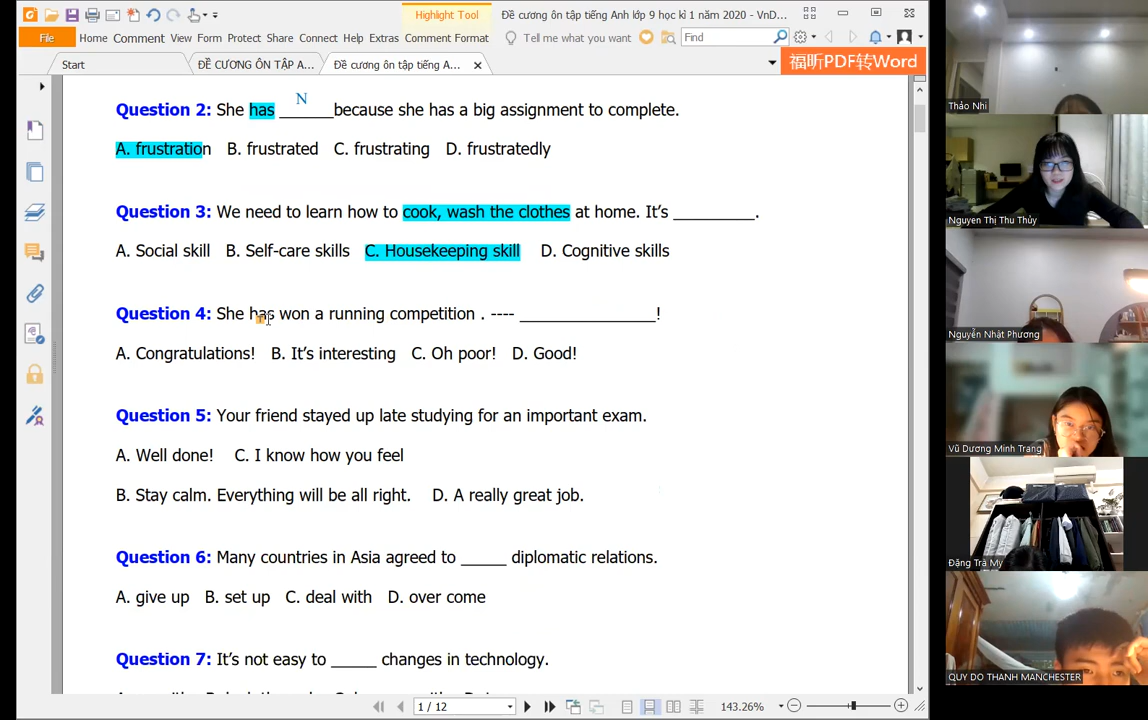 Highlight Tool
Đề cương ôn tập tiếng Anh lớp 9 học kì 1 năm 2020 - VnD...
File Home Comment View Form Protect Share Connect Help Extras Comment Format Tell me what you want.. Find
Start ĐỀ CƯƠNG ÔN TẬP A... Đề cương ôn tập tiếng A... 福昕PDF转Word
N
Question 2: She has ______because she has a big assignment to complete.
A. frustration B. frustrated C. frustrating D. frustratedly
Question 3: We need to learn how to cook, wash the clothes at home. It's _________.
A. Social skill B. Self-care skills C. Housekeeping skill D. Cognitive skills
Question 4: She has won a running competition . ---- _______________!
A. Congratulations! B. It's interesting C. Oh poor! D. Good!
Question 5: Your friend stayed up late studying for an important exam.
A. Well done! C. I know how you feel
B. Stay calm. Everything will be all right. D. A really great job.
Question 6: Many countries in Asia agreed to _____ diplomatic relations.
A. give up B. set up C. deal with D. over come
Question 7: It's not easy to _____ changes in technology.
1 / 12
143.26%
Thảo Nhi
Nguyen Thi Thu Thủy
Nguyễn Nhật Phương
Vũ Dương Minh Trang
Đặng Trà My
QUY DO THANH MANCHESTER